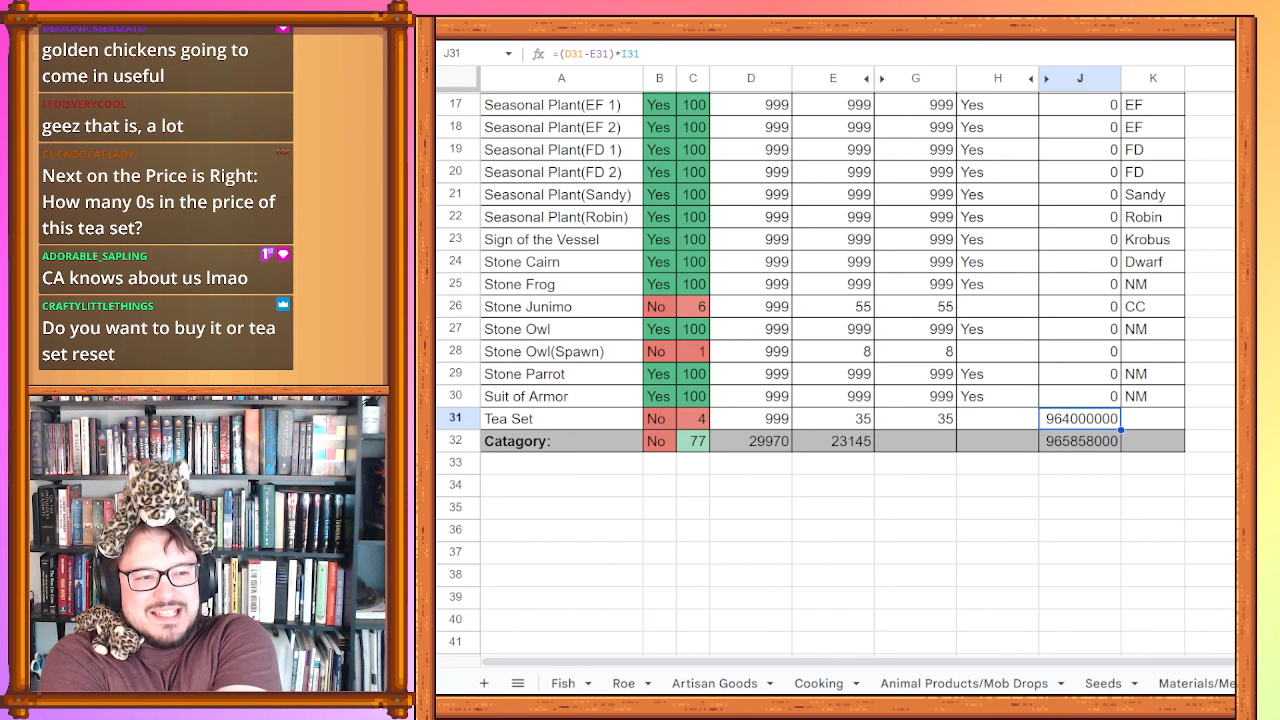 DEMONICMERMAID
golden chickens going to
come in useful
LEOISVERYCOOL
geez that is, a lot
CUCKOOCATLADY
Next on the Price is Right:
How many 0s in the price of
this tea set?
ADORABLE_SAPLING
CA knows about us lmao
CRAFTYLITTLETHINGS
Do you want to buy it or tea
set reset
J31 fx =(D31-E31)*I31
A B C D E G H J K
17 Seasonal Plant(EF 1) Yes 100 999 999 999 Yes 0 EF
18 Seasonal Plant(EF 2) Yes 100 999 999 999 Yes 0 EF
19 Seasonal Plant(FD 1) Yes 100 999 999 999 Yes 0 FD
20 Seasonal Plant(FD 2) Yes 100 999 999 999 Yes 0 FD
21 Seasonal Plant(Sandy) Yes 100 999 999 999 Yes 0 Sandy
22 Seasonal Plant(Robin) Yes 100 999 999 999 Yes 0 Robin
23 Sign of the Vessel Yes 100 999 999 999 Yes 0 Krobus
24 Stone Cairn Yes 100 999 999 999 Yes 0 Dwarf
25 Stone Frog Yes 100 999 999 999 Yes 0 NM
26 Stone Junimo No 6 999 55 55 0 CC
27 Stone Owl Yes 100 999 999 999 Yes 0 NM
28 Stone Owl(Spawn) No 1 999 8 8 0
29 Stone Parrot Yes 100 999 999 999 Yes 0 NM
30 Suit of Armor Yes 100 999 999 999 Yes 0 NM
31 Tea Set No 4 999 35 35 964000000
32 Catagory: No 77 29970 23145 965858000
33
34
35
36
37
38
39
40
41
+ Fish Roe Artisan Goods Cooking Animal Products/Mob Drops Seeds Materials/Me